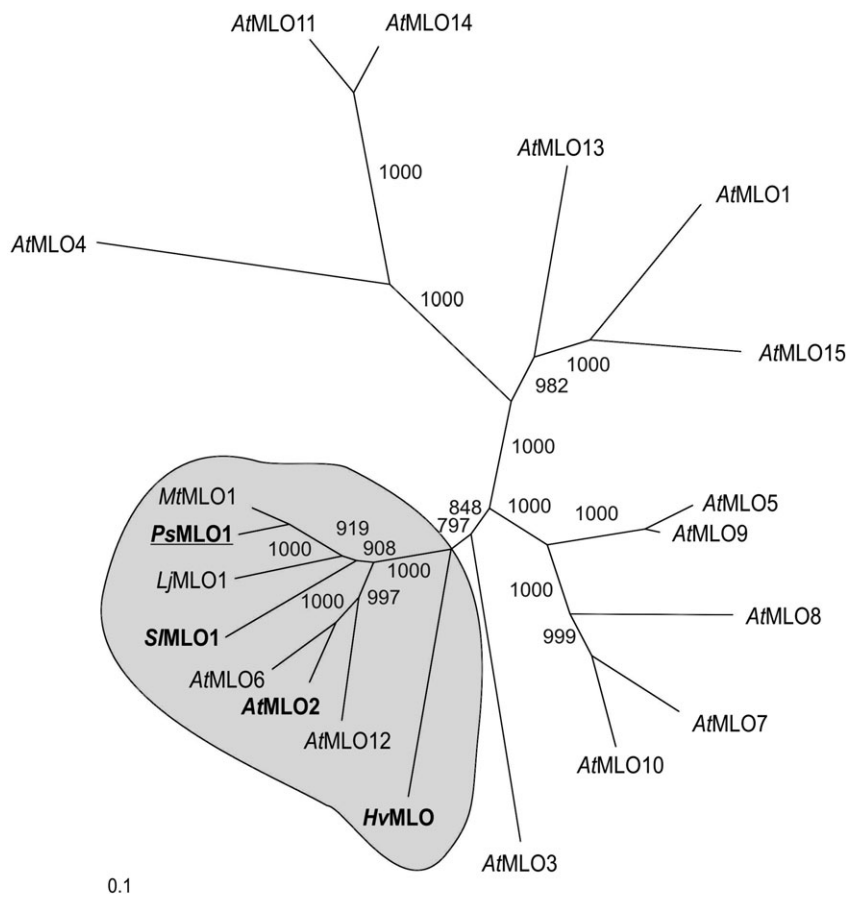 AtMLO11
AtMLO14
AtMLO13
1000
AtMLO1
AtMLO4
1000
AtMLO15
1000
982
1000
MtMLO1
848
1000
AtMLO5
PsMLO1
919
797
1000
AtMLO9
1000
908
LjMLO1
1000
1000
1000
997
AtMLO8
SlMLO1
999
AtMLO6
AtMLO2
AtMLO7
AtMLO12
AtMLO10
HvMLO
AtMLO3
0.1